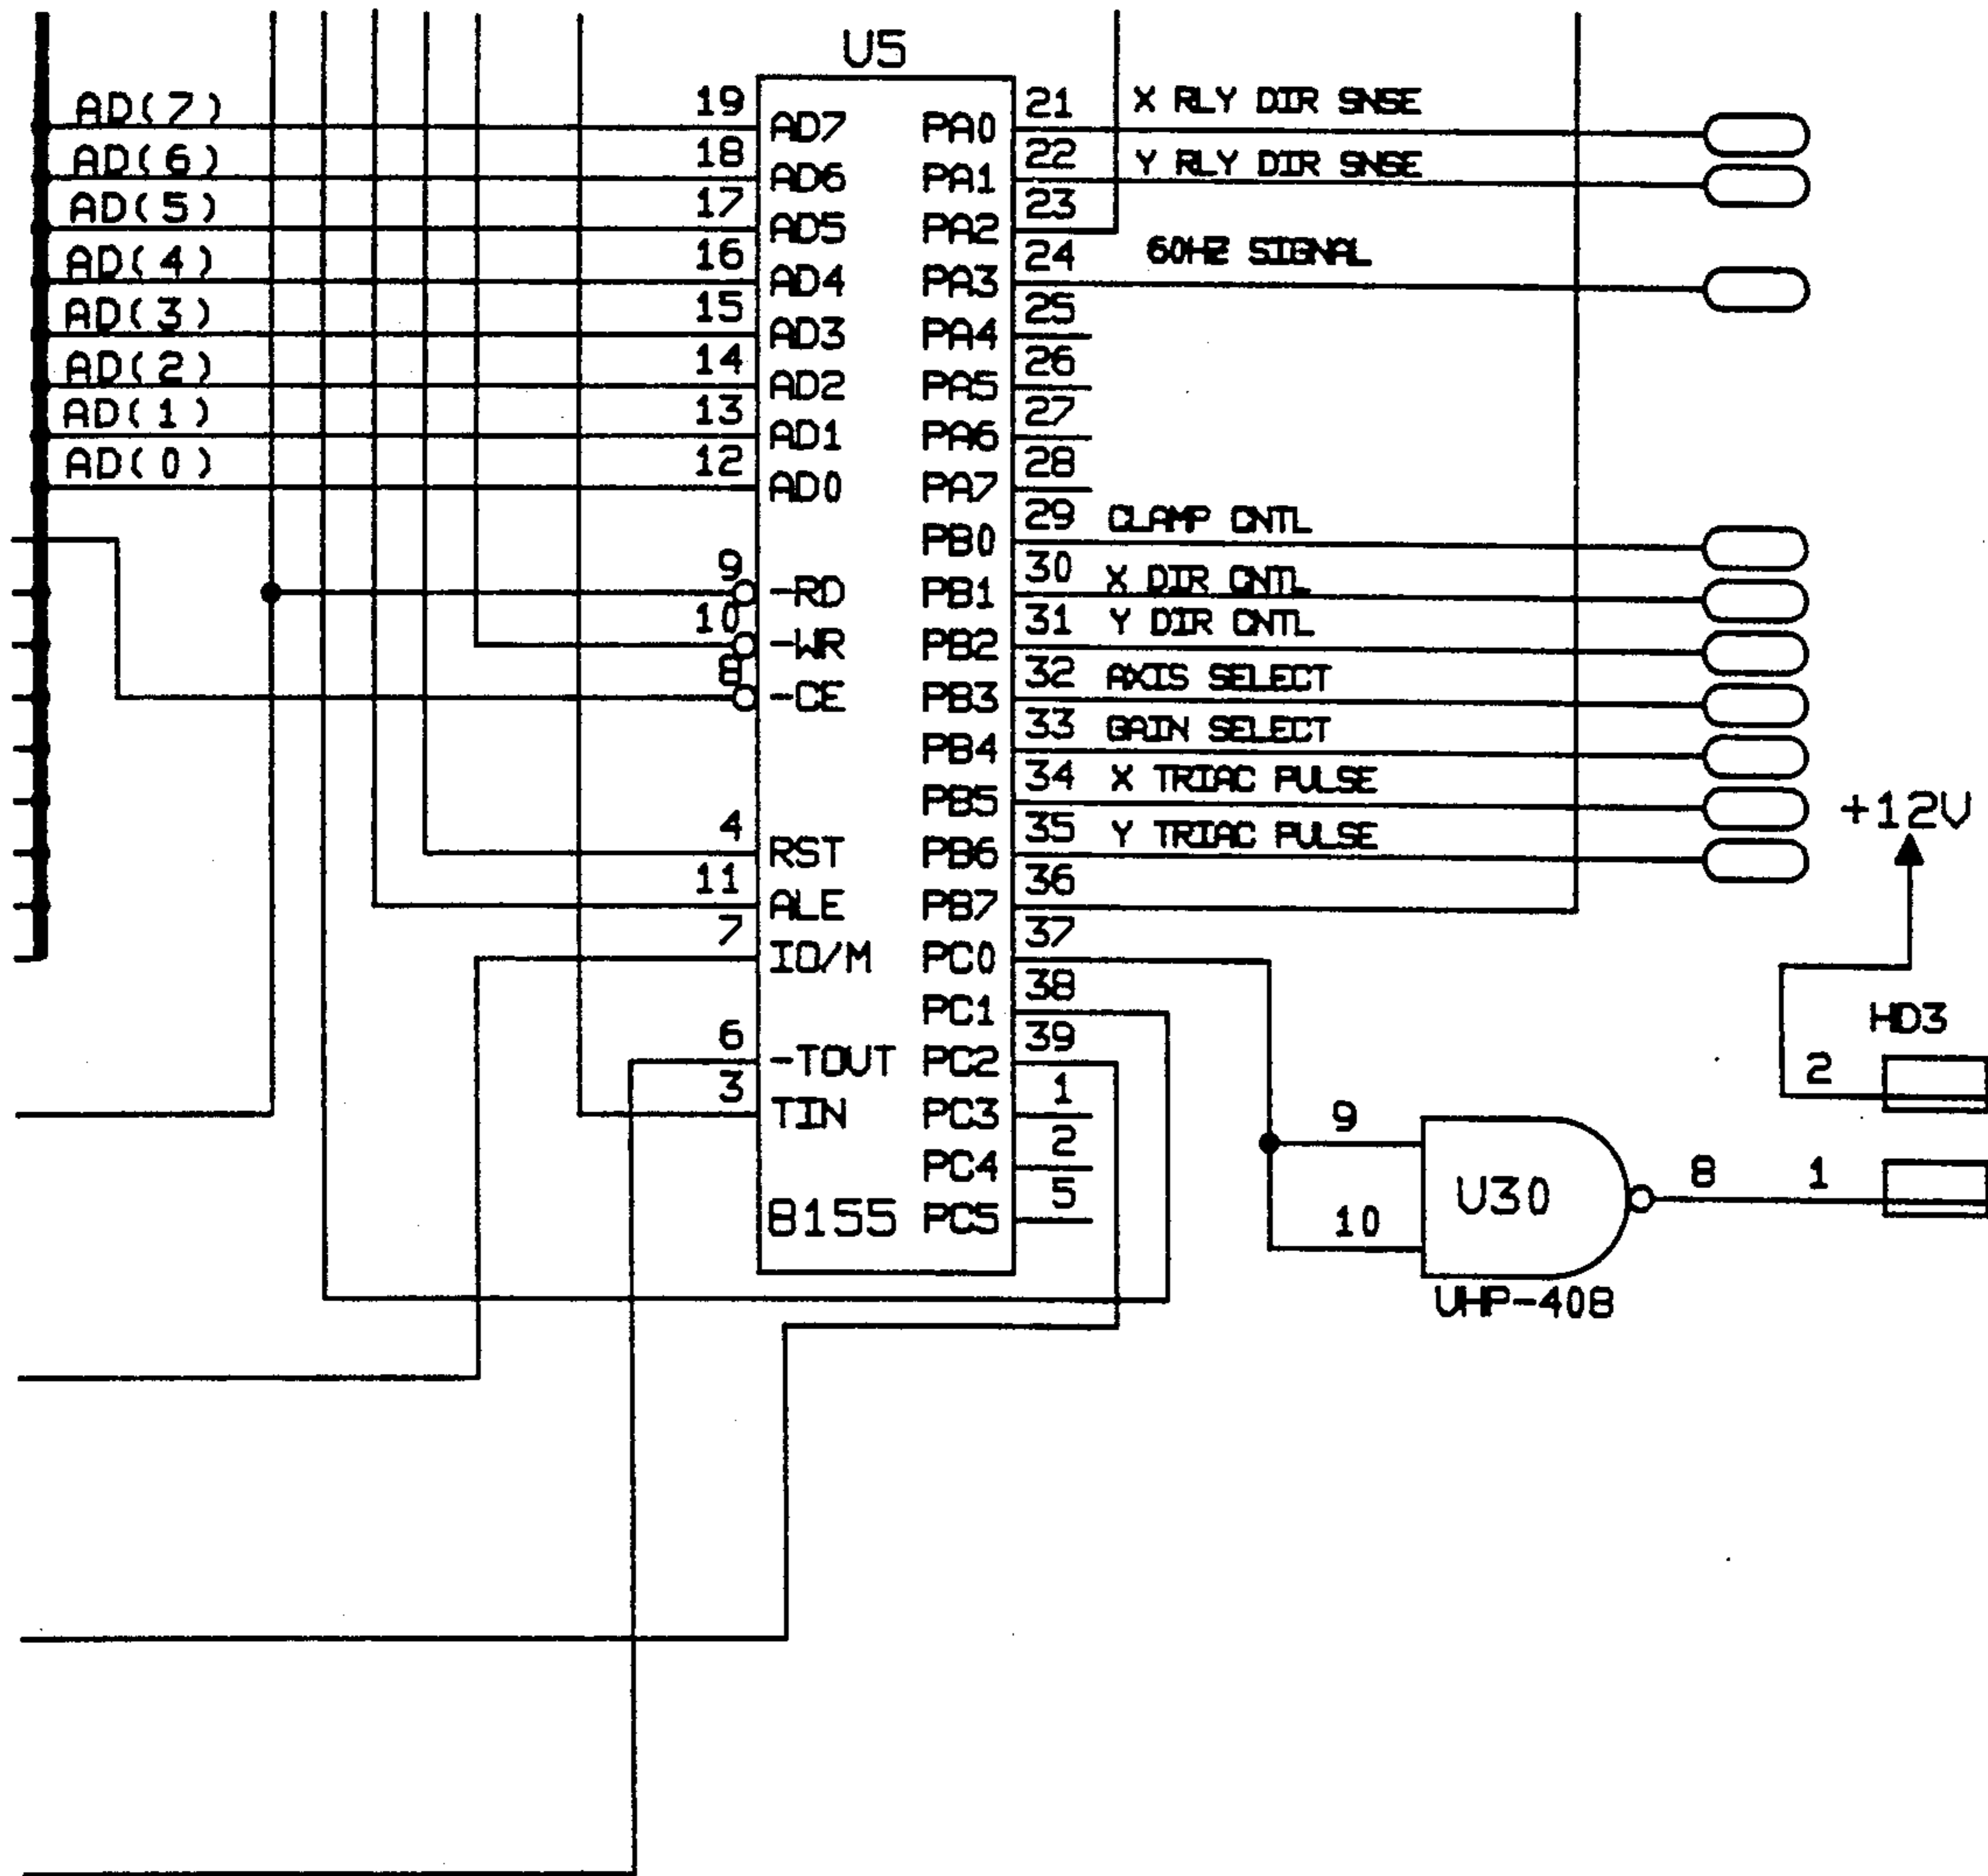 U5
AD(7) 19 AD7 PA0 21 X RLY DIR SNSE
AD(6) 18 AD6 PA1 22 Y RLY DIR SNSE
AD(5) 17 AD5 PA2 23
AD(4) 16 AD4 PA3 24 60HZ SIGNAL
AD(3) 15 AD3 PA4 25
AD(2) 14 AD2 PA5 26
AD(1) 13 AD1 PA6 27
AD(0) 12 AD0 PA7 28
PB0 29 CLAMP CNTL
9 -RD PB1 30 X DIR CNTL
10 -WR PB2 31 Y DIR CNTL
8 -CE PB3 32 AXIS SELECT
PB4 33 GAIN SELECT
PB5 34 X TRIAC PULSE
+12V
4 RST PB6 35 Y TRIAC PULSE
11 ALE PB7 36
7 IO/M PC0 37
PC1 38
HD3
6 -TOUT PC2 39
2
3 TIN PC3 1
9
PC4 2
U30 8 1
8155 PC5 5
10
UHP-408